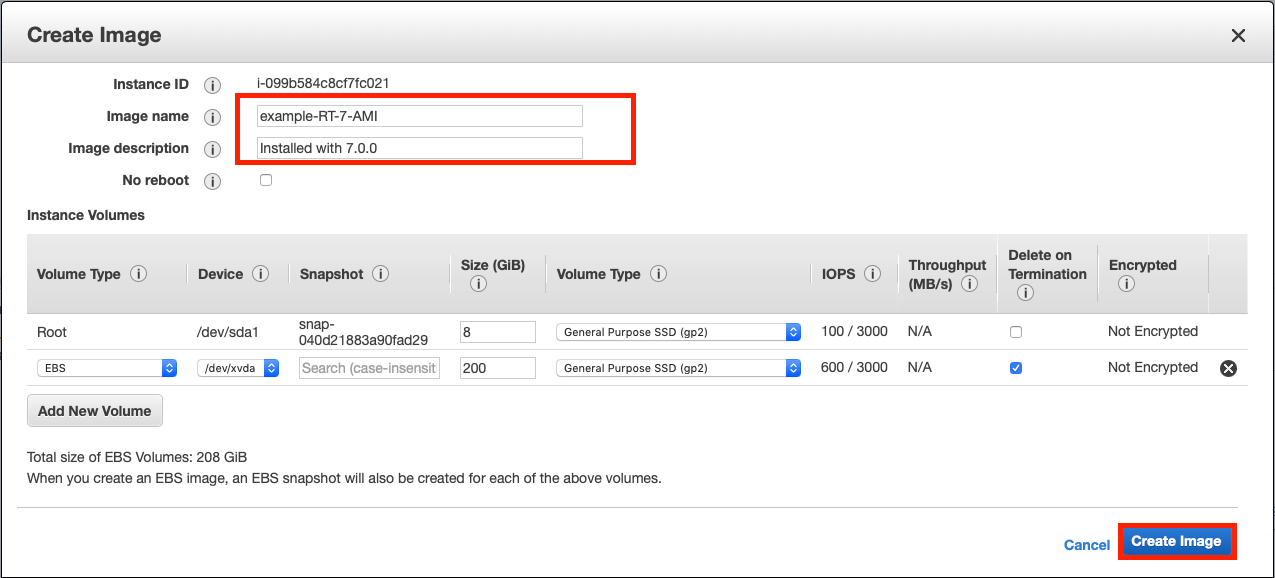 Create Image
Instance ID i-099b584c8cf7fc021
Image name example-RT-7-AMI
Image description Installed with 7.0.0
No reboot
Instance Volumes
Volume Type Device Snapshot Size (GiB) Volume Type IOPS Throughput (MB/s) Delete on Termination Encrypted
Root /dev/sda1 snap-040d21883a90fad29 8 General Purpose SSD (gp2) 100 / 3000 N/A Not Encrypted
EBS /dev/xvda Search (case-insensit 200 General Purpose SSD (gp2) 600 / 3000 N/A Not Encrypted
Add New Volume
Total size of EBS Volumes: 208 GiB
When you create an EBS image, an EBS snapshot will also be created for each of the above volumes.
Cancel Create Image